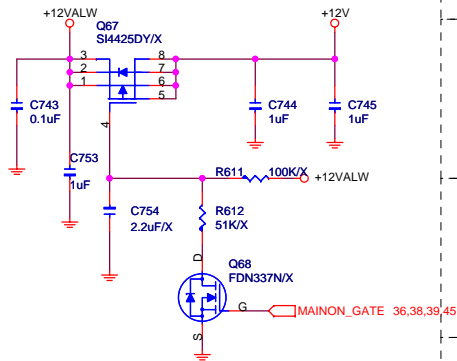 +12VALW
Q67
SI4425DY/X
+12V
3
8
2
7
1
6
5
4
C743
0.1uF
C744
1uF
C745
1uF
C753
1uF
R611
100K/X
+12VALW
C754
2.2uF/X
R612
51K/X
D
Q68
FDN337N/X
G
MAINON_GATE 36,38,39,45
S